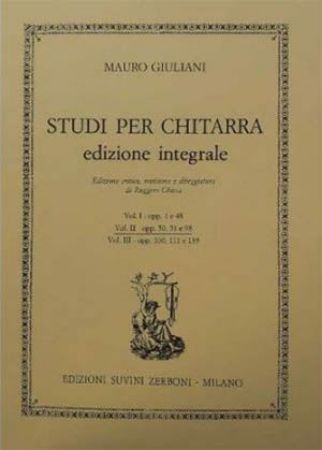 MAURO GIULIANI
STUDI PER CHITARRA
edizione integrale
Edizione critica, revisione e diteggiatura
di Ruggero Chiesa
Vol. I - opp. 1 e 48
Vol. II - opp. 50, 51 e 98
Vol. III - opp. 100, 111 e 139
EDIZIONI SUVINI ZERBONI - MILANO